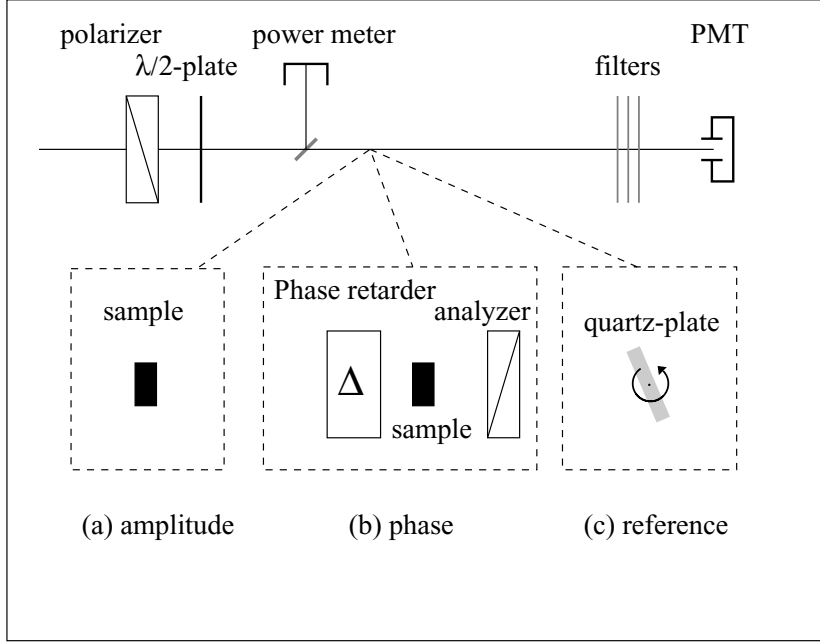 polarizer
power meter
PMT
λ/2-plate
filters
Phase retarder
sample
analyzer
quartz-plate
Δ
sample
(a) amplitude
(b) phase
(c) reference